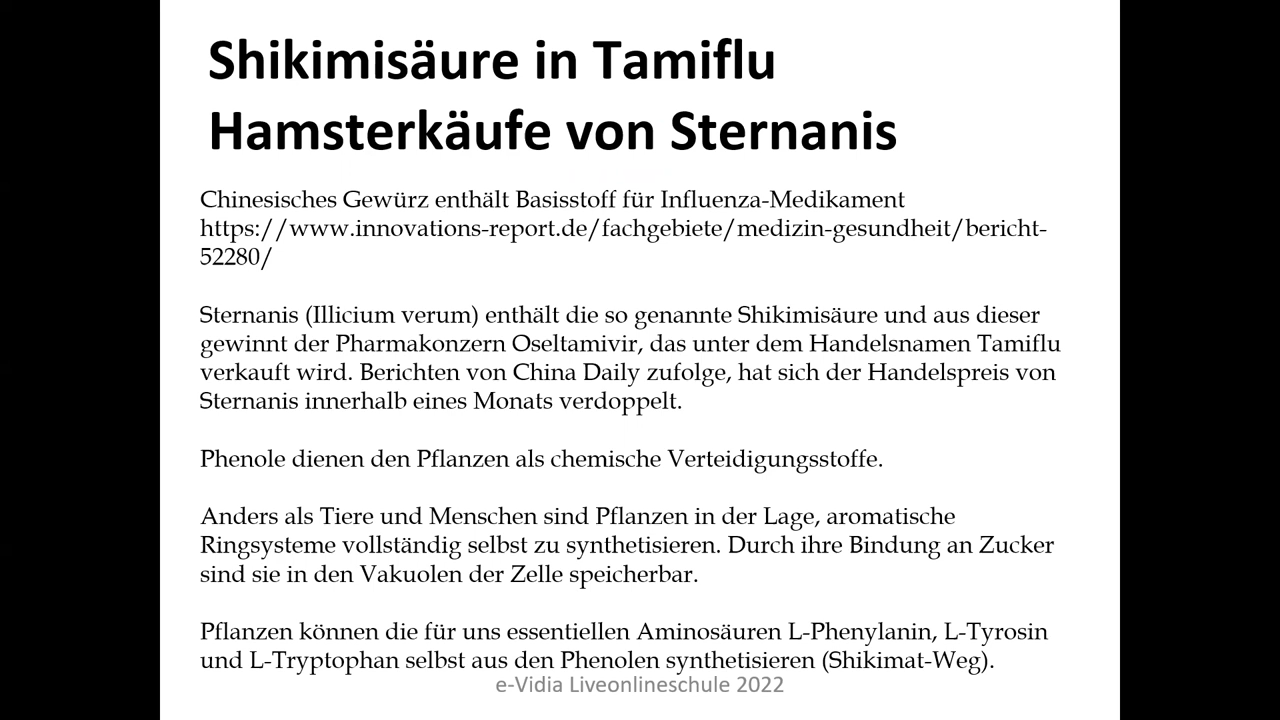 Shikimisäure in Tamiflu
Hamsterkäufe von Sternanis
Chinesisches Gewürz enthält Basisstoff für Influenza-Medikament
https://www.innovations-report.de/fachgebiete/medizin-gesundheit/bericht-
52280/
Sternanis (Illicium verum) enthält die so genannte Shikimisäure und aus dieser
gewinnt der Pharmakonzern Oseltamivir, das unter dem Handelsnamen Tamiflu
verkauft wird. Berichten von China Daily zufolge, hat sich der Handelspreis von
Sternanis innerhalb eines Monats verdoppelt.
Phenole dienen den Pflanzen als chemische Verteidigungsstoffe.
Anders als Tiere und Menschen sind Pflanzen in der Lage, aromatische
Ringsysteme vollständig selbst zu synthetisieren. Durch ihre Bindung an Zucker
sind sie in den Vakuolen der Zelle speicherbar.
Pflanzen können die für uns essentiellen Aminosäuren L-Phenylanin, L-Tyrosin
und L-Tryptophan selbst aus den Phenolen synthetisieren (Shikimat-Weg).
e-Vidia Liveonlineschule 2022